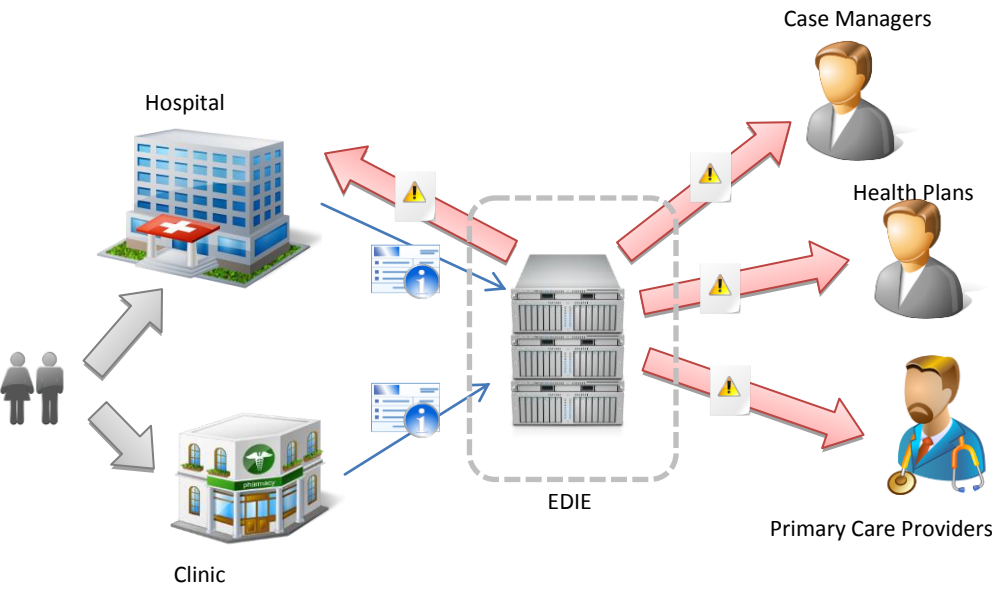 Case Managers
Hospital
Health Plans
pharmacy
EDIE
Primary Care Providers
Clinic